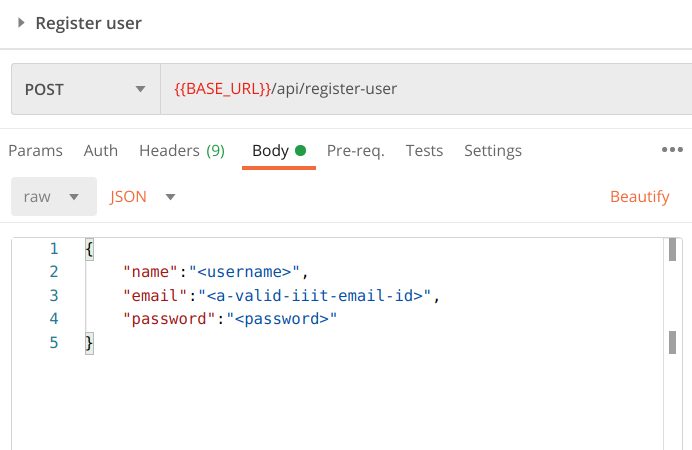 Register user
POST {{BASE_URL}}/api/register-user
Params Auth Headers (9) Body Pre-req. Tests Settings
raw JSON Beautify
1 {
2 "name":"<username>",
3 "email":"<a-valid-iiit-email-id>",
4 "password":"<password>"
5 }